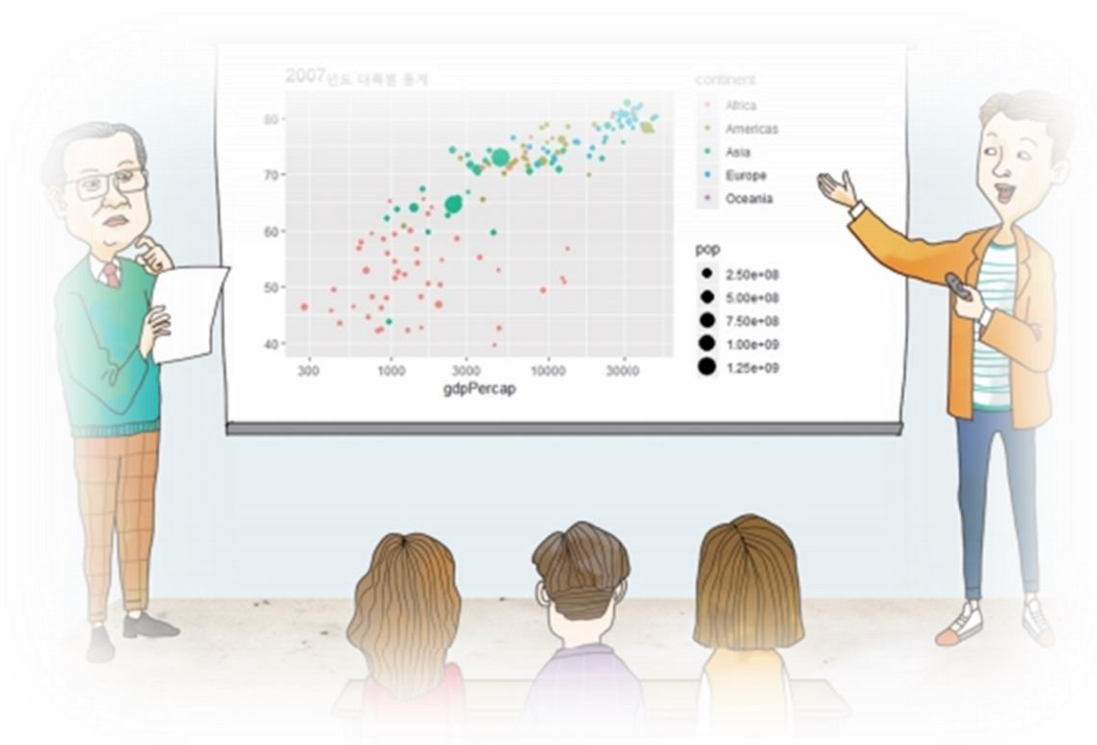 2007년도 대륙별 통계
80
70
60
50
40
300
1000
3000
10000
30000
gdpPercap
continent
Africa
Americas
Asia
Europe
Oceania
pop
2.50e+08
5.00e+08
7.50e+08
1.00e+09
1.25e+09